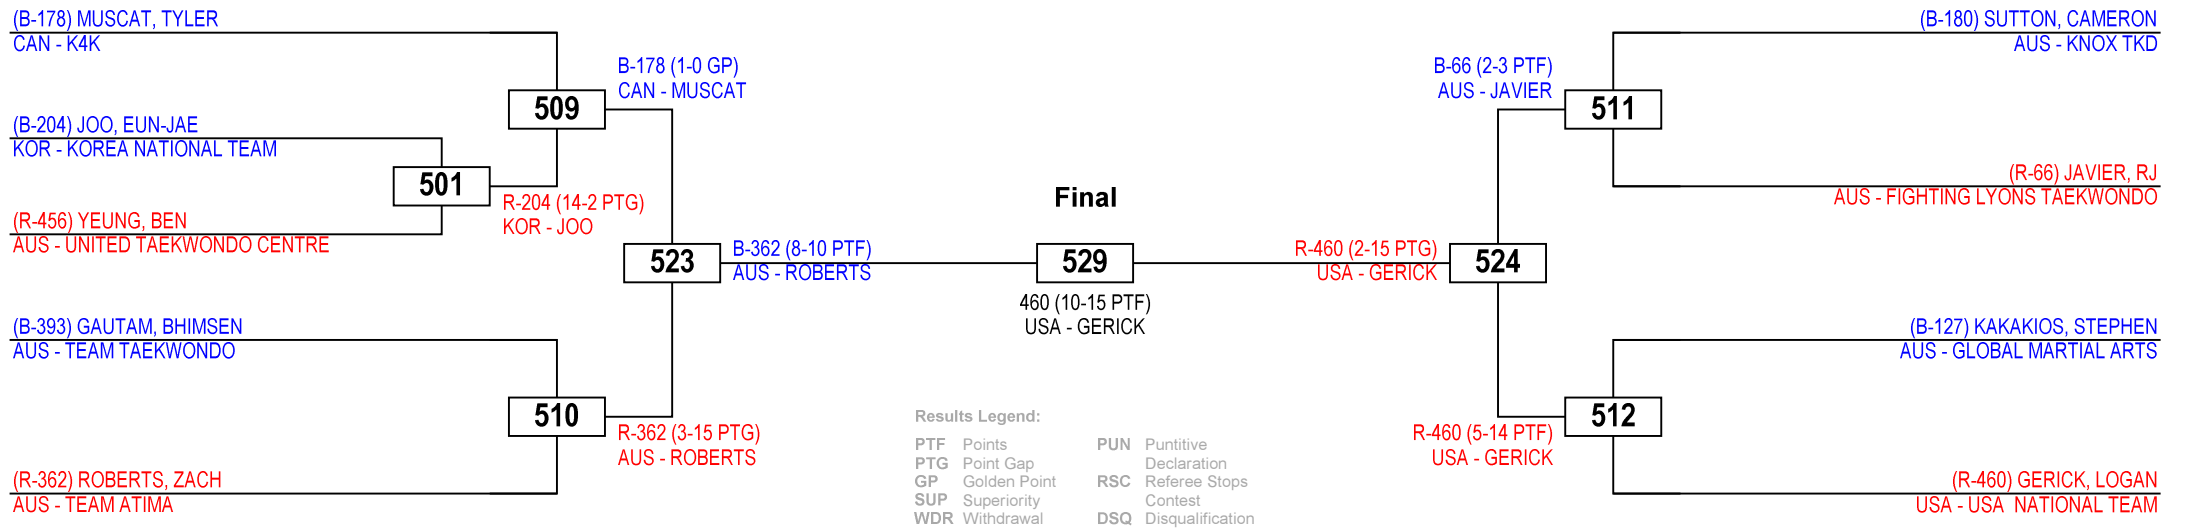 (B-178) MUSCAT, TYLER
CAN - K4K
(B-204) JOO, EUN-JAE
KOR - KOREA NATIONAL TEAM
(R-456) YEUNG, BEN
AUS - UNITED TAEKWONDO CENTRE
(B-393) GAUTAM, BHIMSEN
AUS - TEAM TAEKWONDO
(R-362) ROBERTS, ZACH
AUS - TEAM ATIMA
501
R-204 (14-2 PTG)
KOR - JOO
509
B-178 (1-0 GP)
CAN - MUSCAT
510
R-362 (3-15 PTG)
AUS - ROBERTS
523
B-362 (8-10 PTF)
AUS - ROBERTS
Final
529
460 (10-15 PTF)
USA - GERICK
R-460 (2-15 PTG)
USA - GERICK
524
B-66 (2-3 PTF)
AUS - JAVIER
511
R-460 (5-14 PTF)
USA - GERICK
512
(B-180) SUTTON, CAMERON
AUS - KNOX TKD
(R-66) JAVIER, RJ
AUS - FIGHTING LYONS TAEKWONDO
(B-127) KAKAKIOS, STEPHEN
AUS - GLOBAL MARTIAL ARTS
(R-460) GERICK, LOGAN
USA - USA NATIONAL TEAM
Results Legend:
PTF Points
PTG Point Gap
GP Golden Point
SUP Superiority
WDR Withdrawal
PUN Puntitive
Declaration
RSC Referee Stops
Contest
DSQ Disqualification